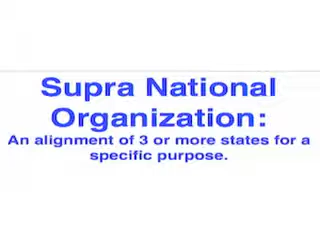 Supra National
Organization:
An alignment of 3 or more states for a
specific purpose.